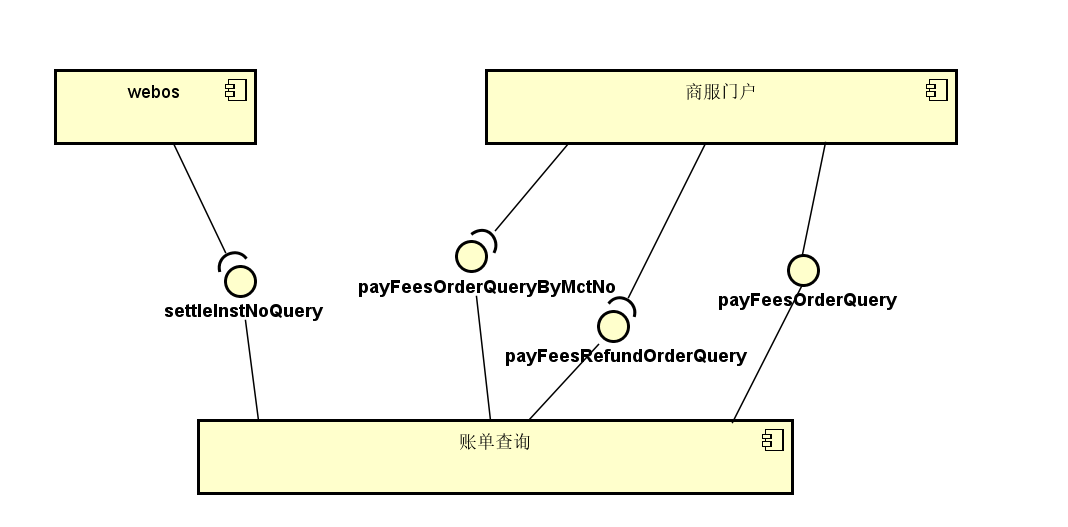 webos
商服门户
payFeesOrderQueryByMctNo
settleInstNoQuery
payFeesOrderQuery
payFeesRefundOrderQuery
账单查询